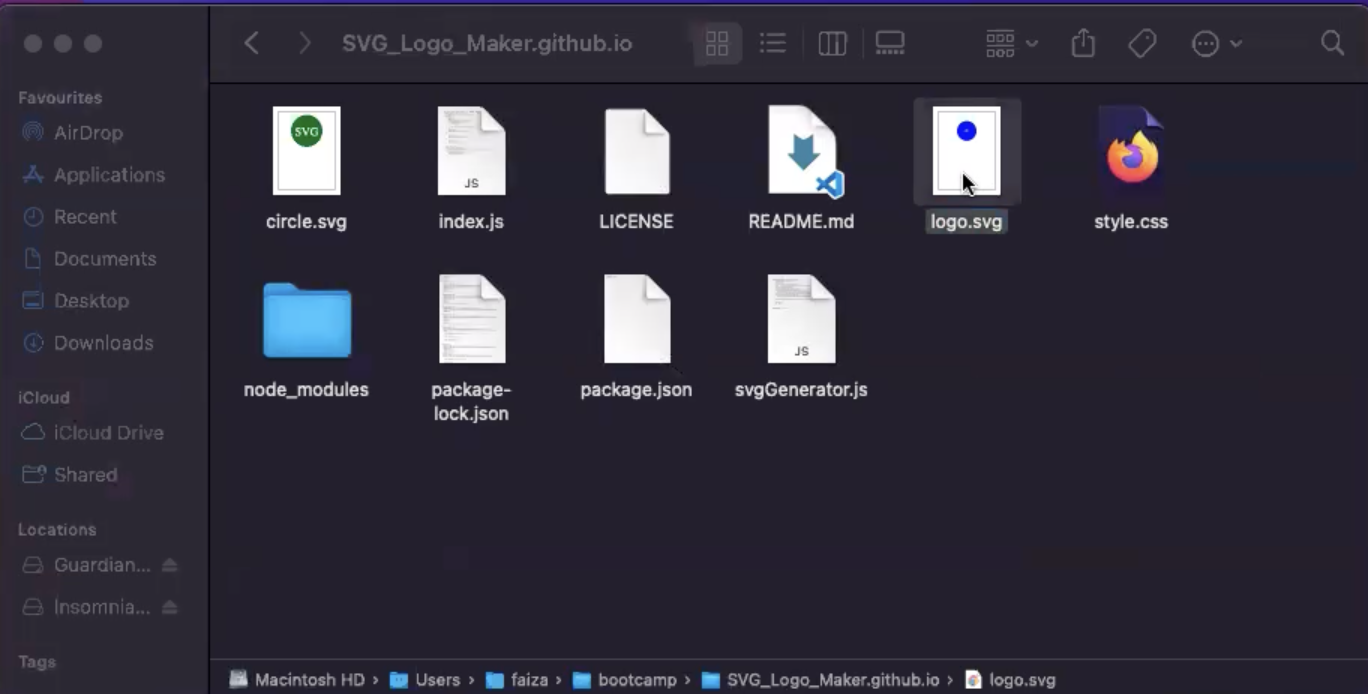 SVG_Logo_Maker.github.io
Favourites
AirDrop
Applications
Recent
Documents
Desktop
Downloads
iCloud
iCloud Drive
Shared
Locations
Guardian...
Insomnia...
Tags
SVG
circle.svg
JS
index.js
LICENSE
README.md
logo.svg
style.css
node_modules
package-
lock.json
package.json
JS
svgGenerator.js
Macintosh HD › Users › faiza › bootcamp › SVG_Logo_Maker.github.io › logo.svg